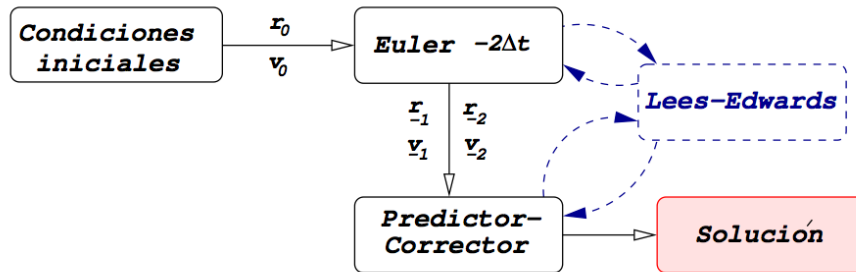 Condiciones
iniciales
r0
v0
Euler -2Δt
Lees-Edwards
r-1 r-2
v-1 v-2
Predictor-
Corrector
Solución